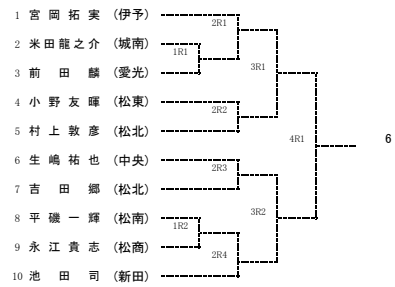 1 宮岡拓実 (伊予)
2R1
2 米田龍之介 (城南)
1R1
3 前田麟 (愛光)
3R1
4 小野友暉 (松東)
2R2
5 村上敦彦 (松北)
4R1
6
6 生嶋祐也 (中央)
2R3
7 吉田郷 (松北)
3R2
8 平磯一輝 (松南)
1R2
9 永江貴志 (松商)
2R4
10 池田司 (新田)